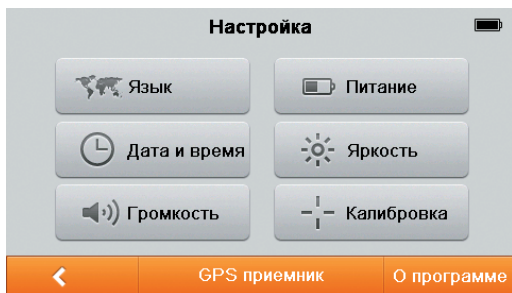 Настройка
Язык
Питание
Дата и время
Яркость
Громкость
Калибровка
GPS приемник
О программе